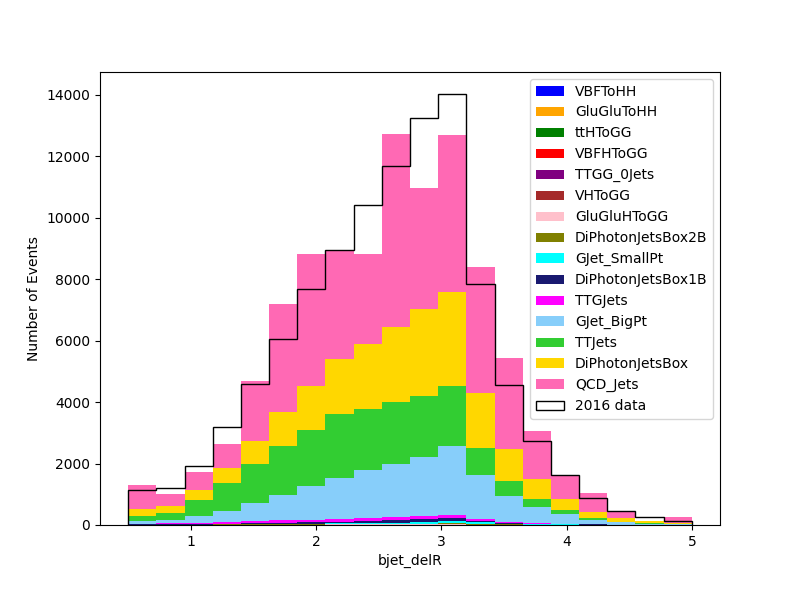 14000
12000
10000
8000
6000
4000
2000
0
Number of Events
1
2
3
4
5
bjet_delR
VBFToHH
GluGluToHH
ttHToGG
VBFHToGG
TTGG_0Jets
VHToGG
GluGluHToGG
DiPhotonJetsBox2B
GJet_SmallPt
DiPhotonJetsBox1B
TTGJets
GJet_BigPt
TTJets
DiPhotonJetsBox
QCD_Jets
2016 data